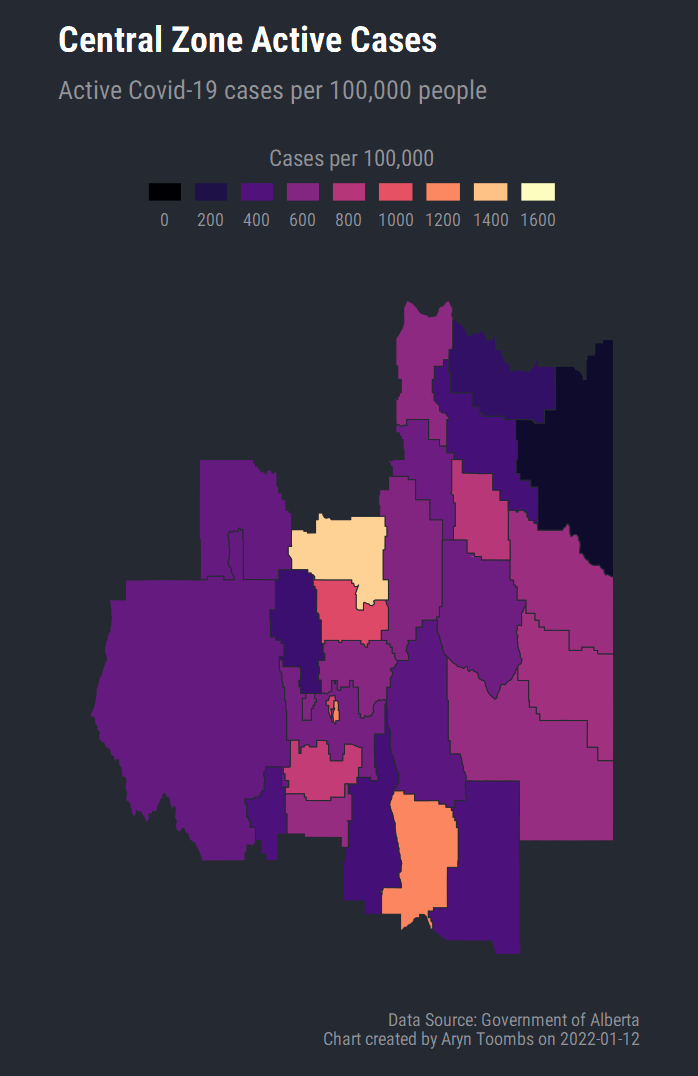 Central Zone Active Cases
Active Covid-19 cases per 100,000 people
Cases per 100,000
0 200 400 600 800 1000 1200 1400 1600
Data Source: Government of Alberta
Chart created by Aryn Toombs on 2022-01-12